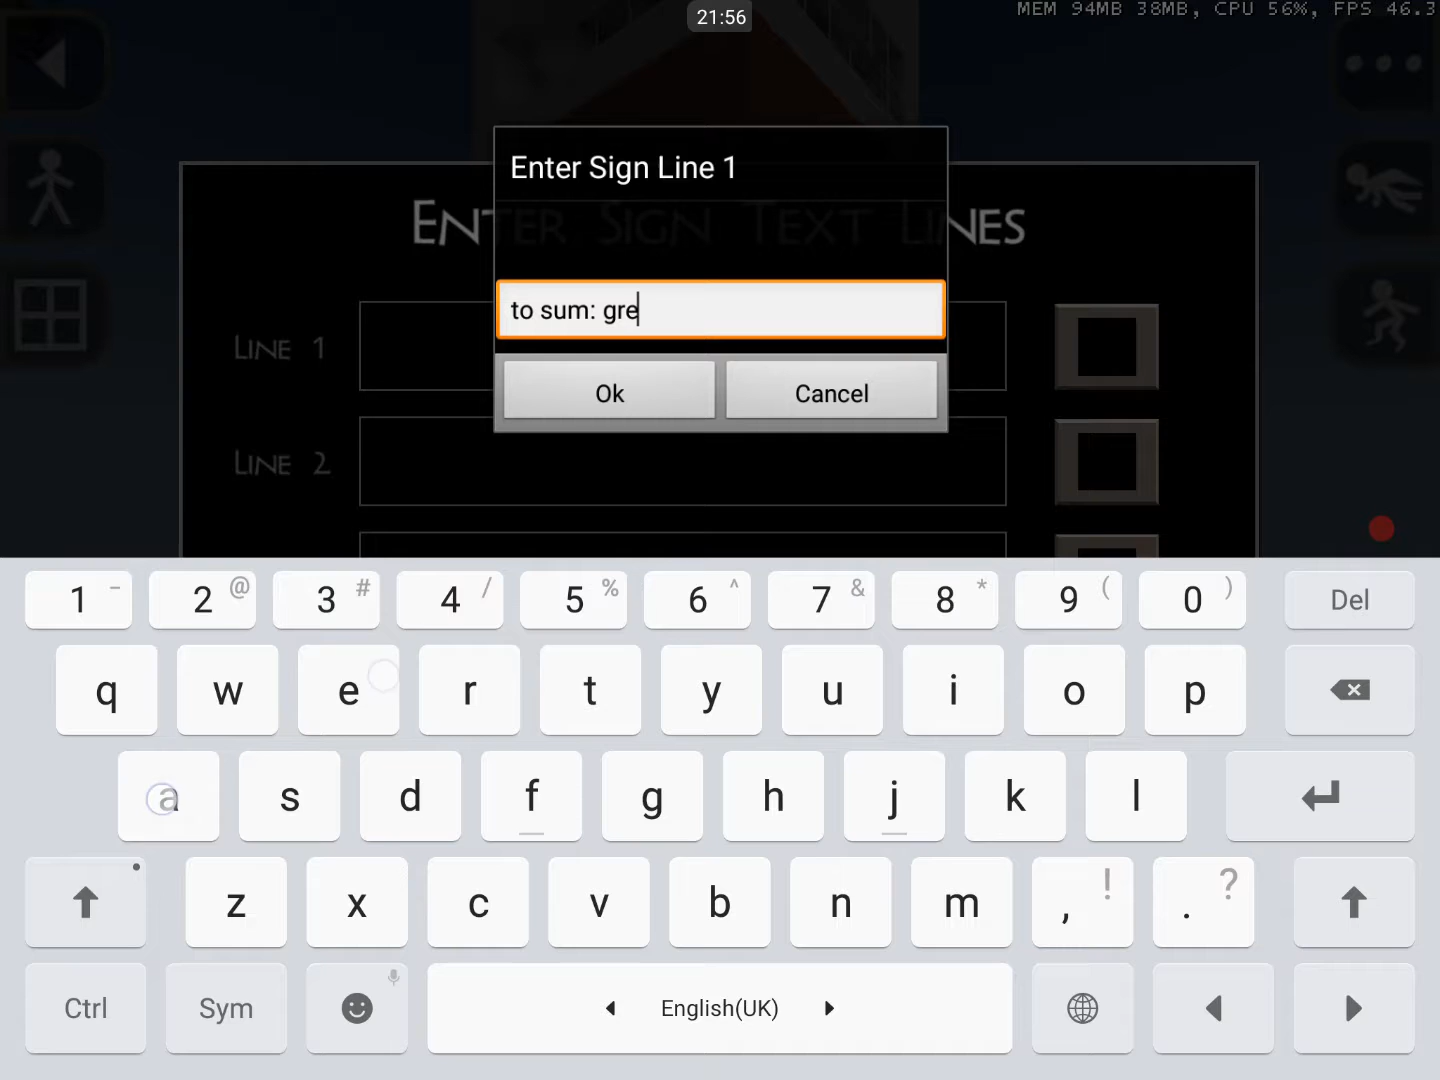 21:56
MEM 94MB 38MB, CPU 56%, FPS 46.3
Enter Sign Line 1
ENTER SIGN TEXT LINES
to sum: gre
LINE 1
Ok Cancel
LINE 2
1 – 2 @ 3 # 4 / 5 % 6 ^ 7 & 8 * 9 ( 0 ) Del
q w e r t y u i o p
a s d f g h j k l
z x c v b n m , ! . ?
Ctrl Sym English(UK)